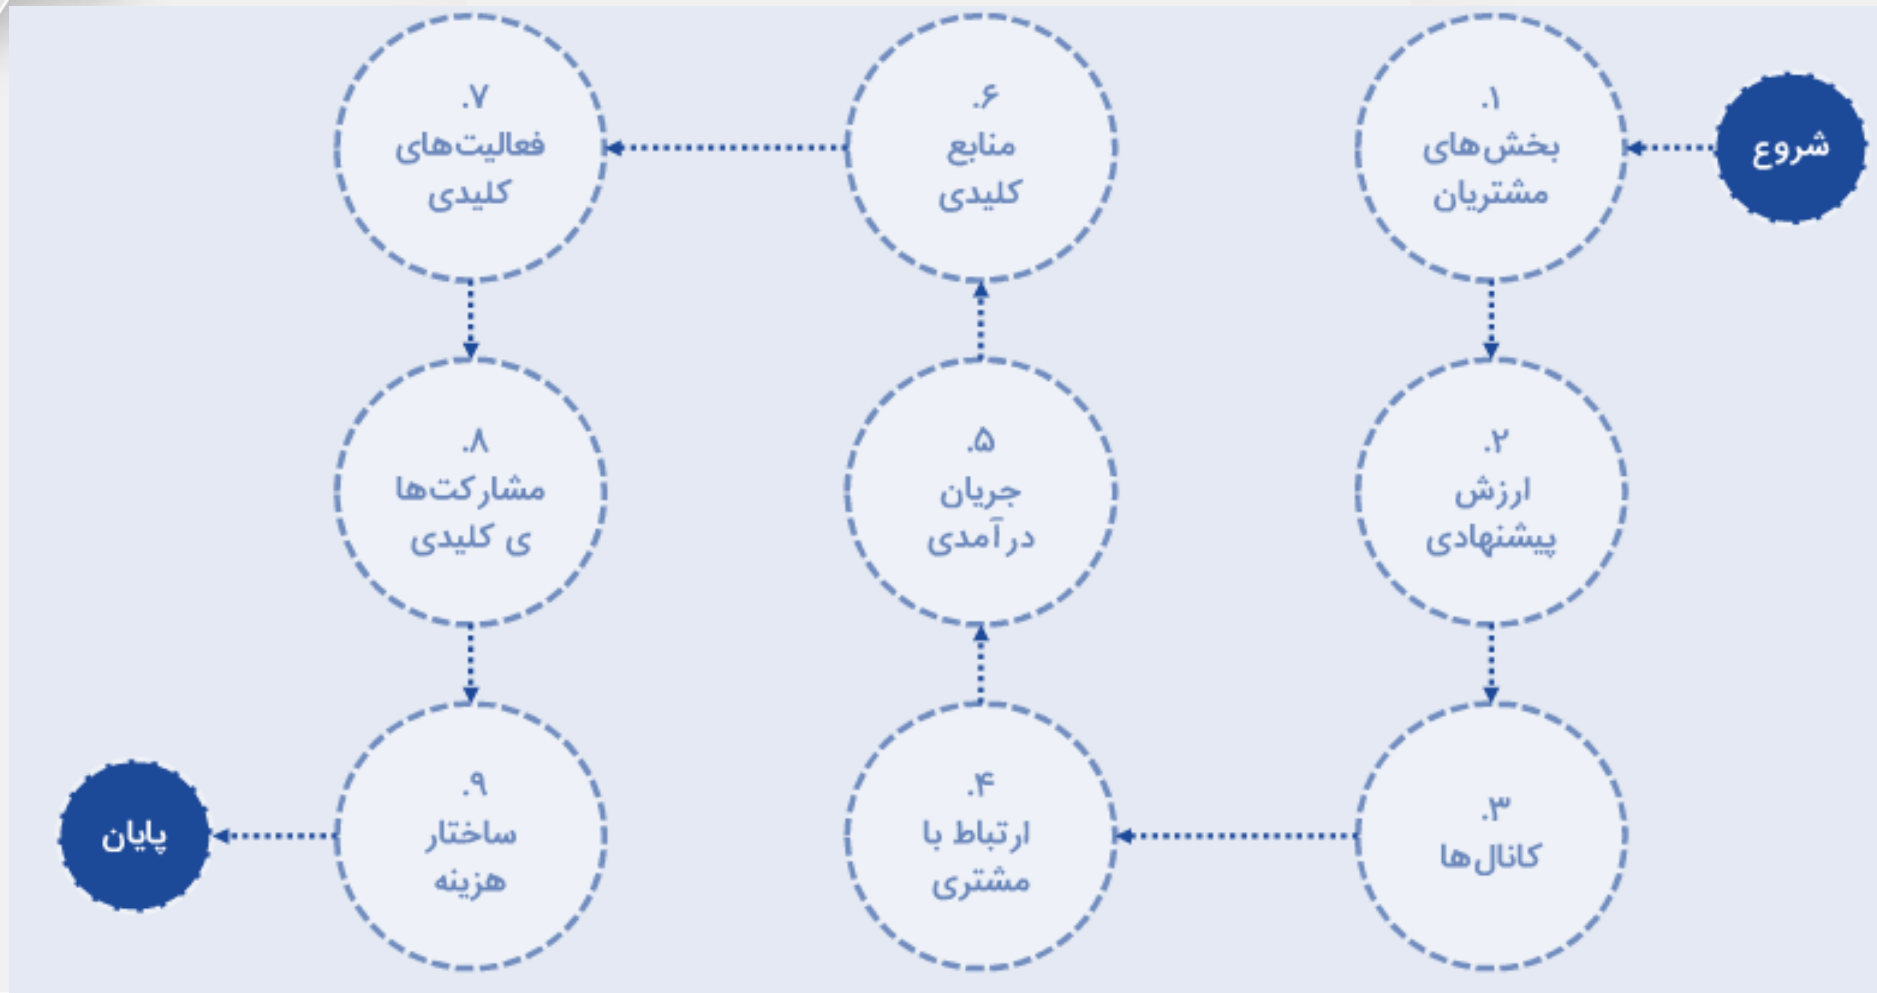 شروع
۱.
بخش‌های
مشتریان
۲.
ارزش
پیشنهادی
۳.
کانال‌ها
۴.
ارتباط با
مشتری
۵.
جریان
درآمدی
۶.
منابع
کلیدی
۷.
فعالیت‌های
کلیدی
۸.
مشارکت‌ها
ی کلیدی
۹.
ساختار
هزینه
پایان